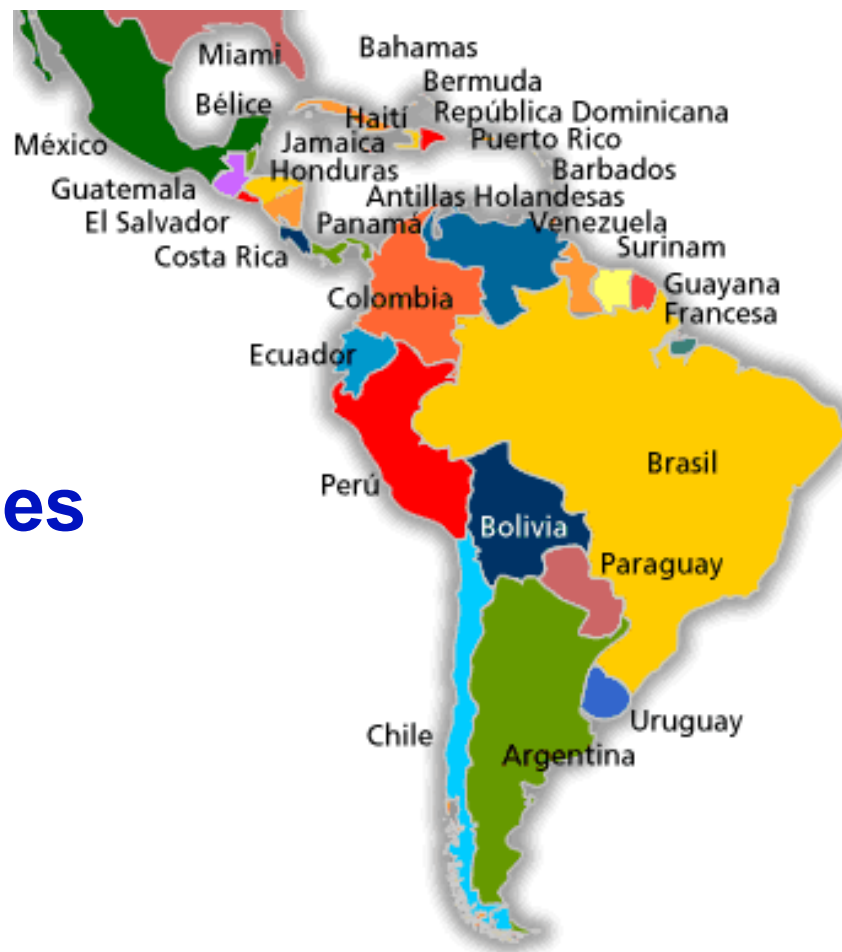 Miami
Bahamas
Bermuda
Bélice
Haití
República Dominicana
México
Jamaica
Puerto Rico
Honduras
Barbados
Guatemala
Antillas Holandesas
El Salvador
Panamá
Venezuela
Costa Rica
Surinam
Colombia
Guayana
Francesa
Ecuador
Brasil
Perú
es
Bolivia
Paraguay
Uruguay
Chile
Argentina